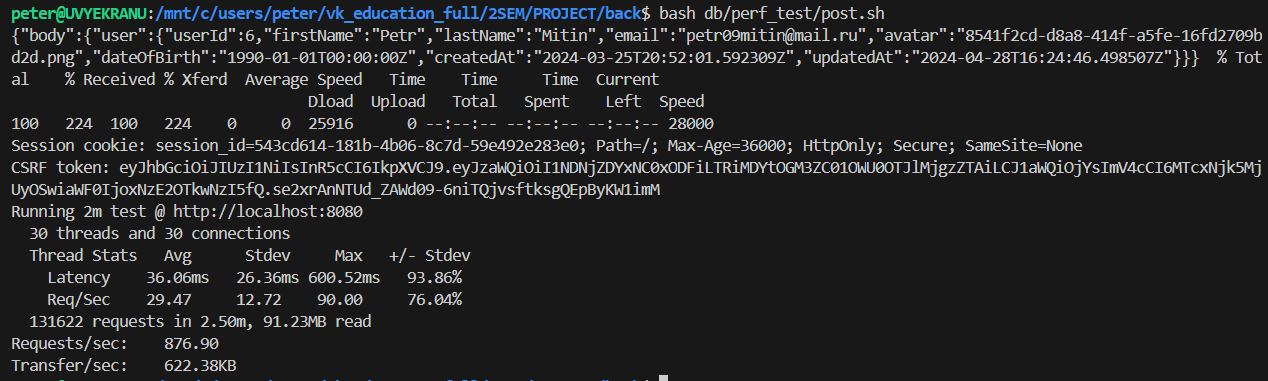 peter@UVYEKRANU:/mnt/c/users/peter/vk_education_full/2SEM/PROJECT/back$ bash db/perf_test/post.sh
{"body":{"user":{"userId":6,"firstName":"Petr","lastName":"Mitin","email":"petr09mitin@mail.ru","avatar":"8541f2cd-d8a8-414f-a5fe-16fd2709b
d2d.png","dateOfBirth":"1990-01-01T00:00:00Z","createdAt":"2024-03-25T20:52:01.592309Z","updatedAt":"2024-04-28T16:24:46.498507Z"}}}  % Tot
al    % Received % Xferd  Average Speed   Time    Time     Time  Current
                                 Dload  Upload   Total   Spent    Left  Speed
100   224  100   224    0     0  25916      0 --:--:-- --:--:-- --:--:-- 28000
Session cookie: session_id=543cd614-181b-4b06-8c7d-59e492e283e0; Path=/; Max-Age=36000; HttpOnly; Secure; SameSite=None
CSRF token: eyJhbGciOiJIUzI1NiIsInR5cCI6IkpXVCJ9.eyJzaWQiOiI1NDNjZDYxNC0xODFiLTRiMDYtOGM3ZC01OWU0OTJlMjgzZTAiLCJ1aWQiOjYsImV4cCI6MTcxNjk5Mj
UyOSwiaWF0IjoxNzE2OTkwNzI5fQ.se2xrAnNTUd_ZAWd09-6niTQjvsftksgQEpByKW1imM
Running 2m test @ http://localhost:8080
  30 threads and 30 connections
  Thread Stats   Avg      Stdev     Max   +/- Stdev
    Latency    36.06ms   26.36ms 600.52ms   93.86%
    Req/Sec    29.47     12.72    90.00     76.04%
  131622 requests in 2.50m, 91.23MB read
Requests/sec:    876.90
Transfer/sec:    622.38KB